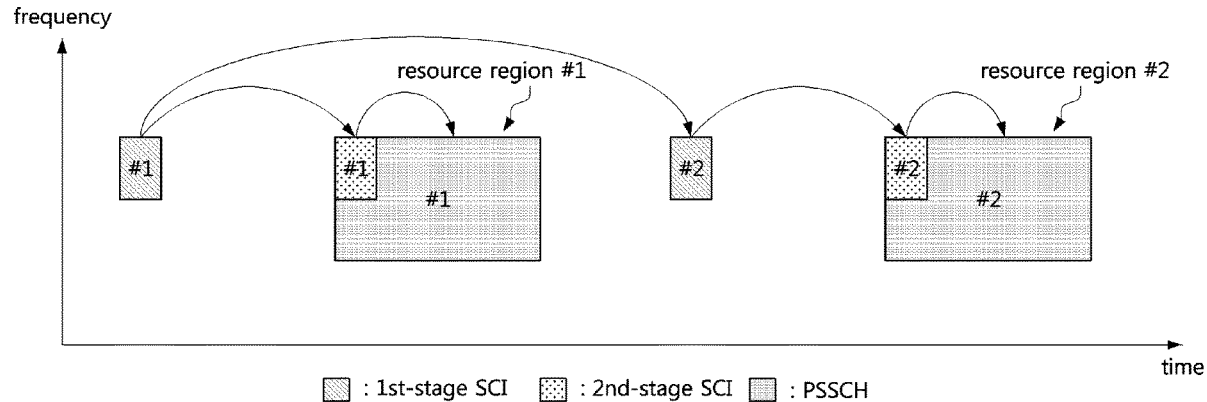 frequency
resource region #1
resource region #2
#1
#1
#1
#2
#2
#2
time
: 1st-stage SCI : 2nd-stage SCI : PSSCH